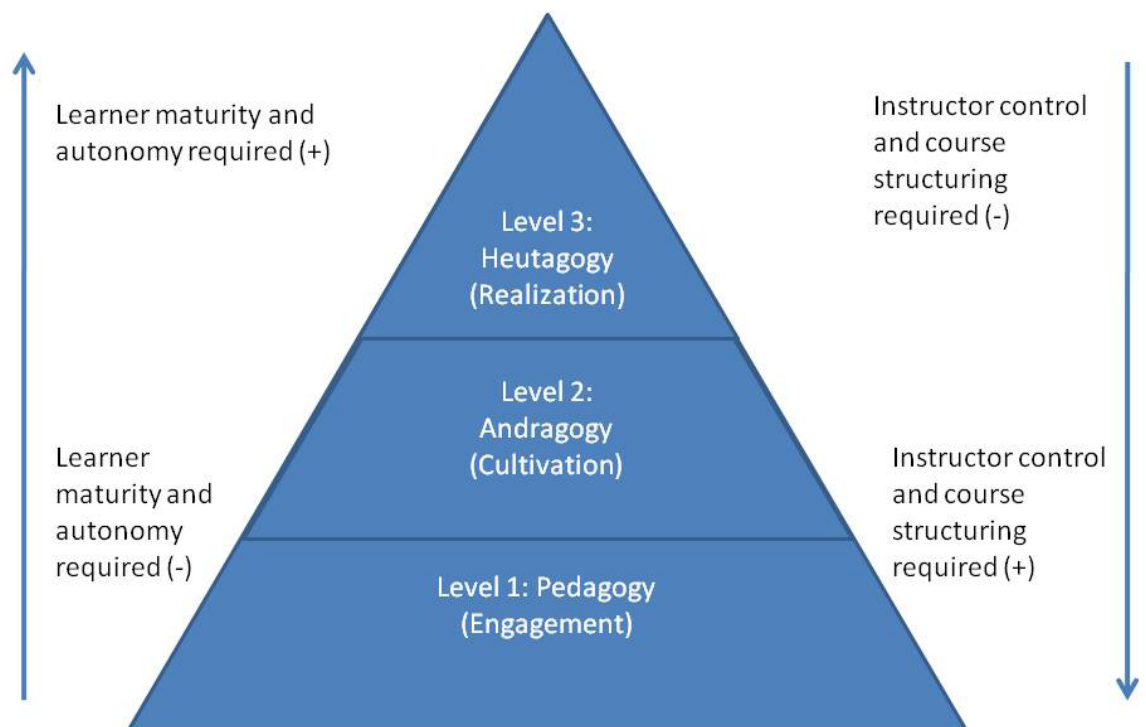 Learner maturity and
autonomy required (+)
Instructor control
and course
structuring
required (-)
Level 3:
Heutagogy
(Realization)
Level 2:
Andragogy
(Cultivation)
Learner
maturity and
autonomy
required (-)
Instructor control
and course
structuring
required (+)
Level 1: Pedagogy
(Engagement)